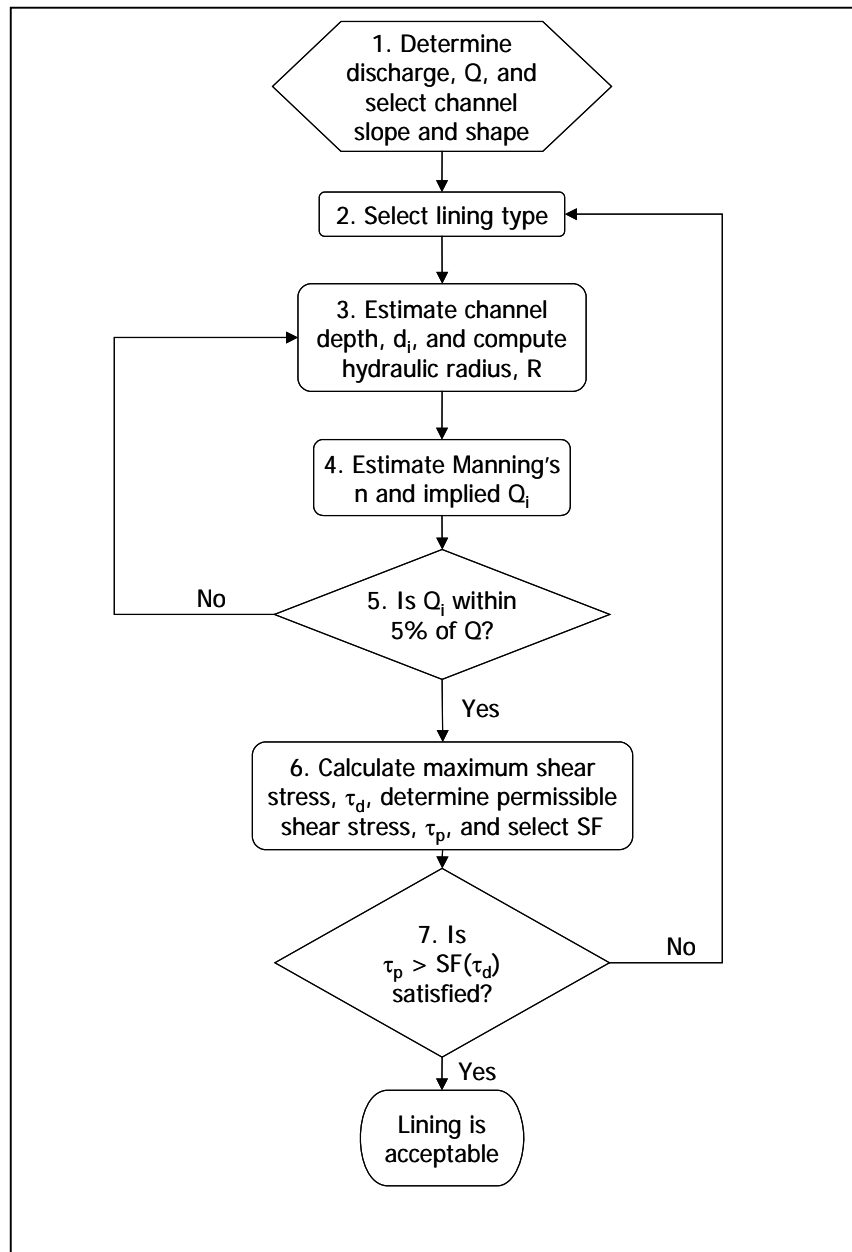 1. Determine
discharge, Q, and
select channel
slope and shape
2. Select lining type
3. Estimate channel
depth, dᵢ, and compute
hydraulic radius, R
4. Estimate Manning's
n and implied Qᵢ
No
5. Is Qᵢ within
5% of Q?
Yes
6. Calculate maximum shear
stress, τd, determine permissible
shear stress, τp, and select SF
7. Is
τp > SF(τd)
satisfied?
No
Yes
Lining is
acceptable